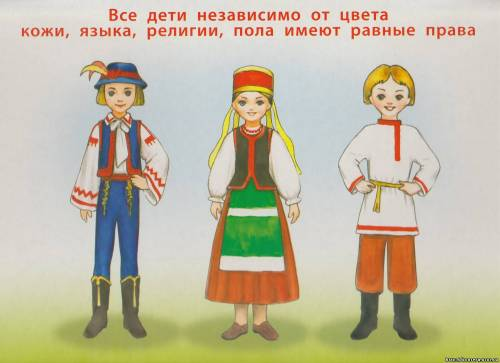 Все дети независимо от цвета
кожи, языка, религии, пола имеют равные права